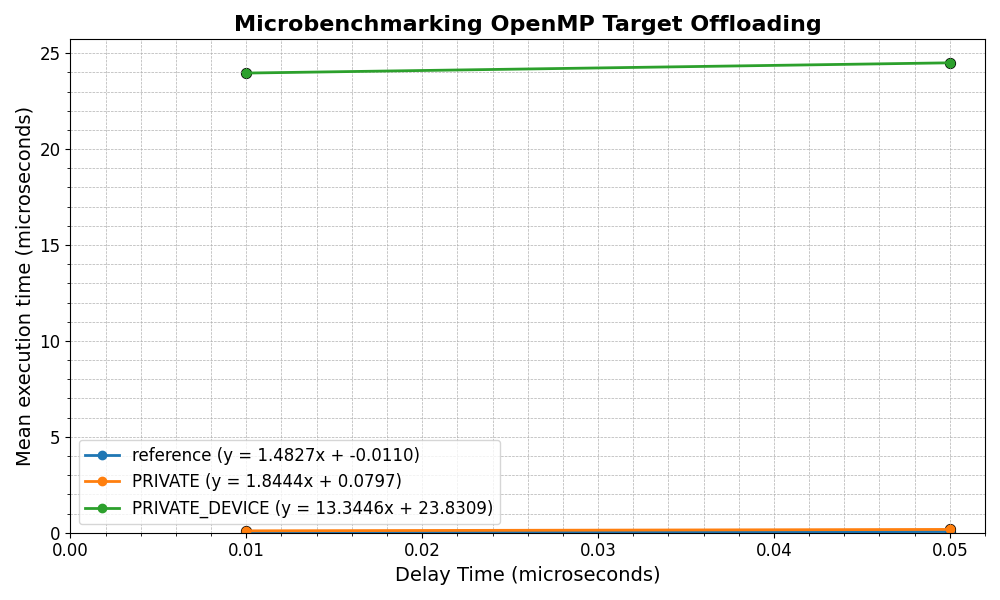 Microbenchmarking OpenMP Target Offloading
Mean execution time (microseconds)
25
20
15
10
5
0
reference (y = 1.4827x + -0.0110)
PRIVATE (y = 1.8444x + 0.0797)
PRIVATE_DEVICE (y = 13.3446x + 23.8309)
0.00 0.01 0.02 0.03 0.04 0.05
Delay Time (microseconds)